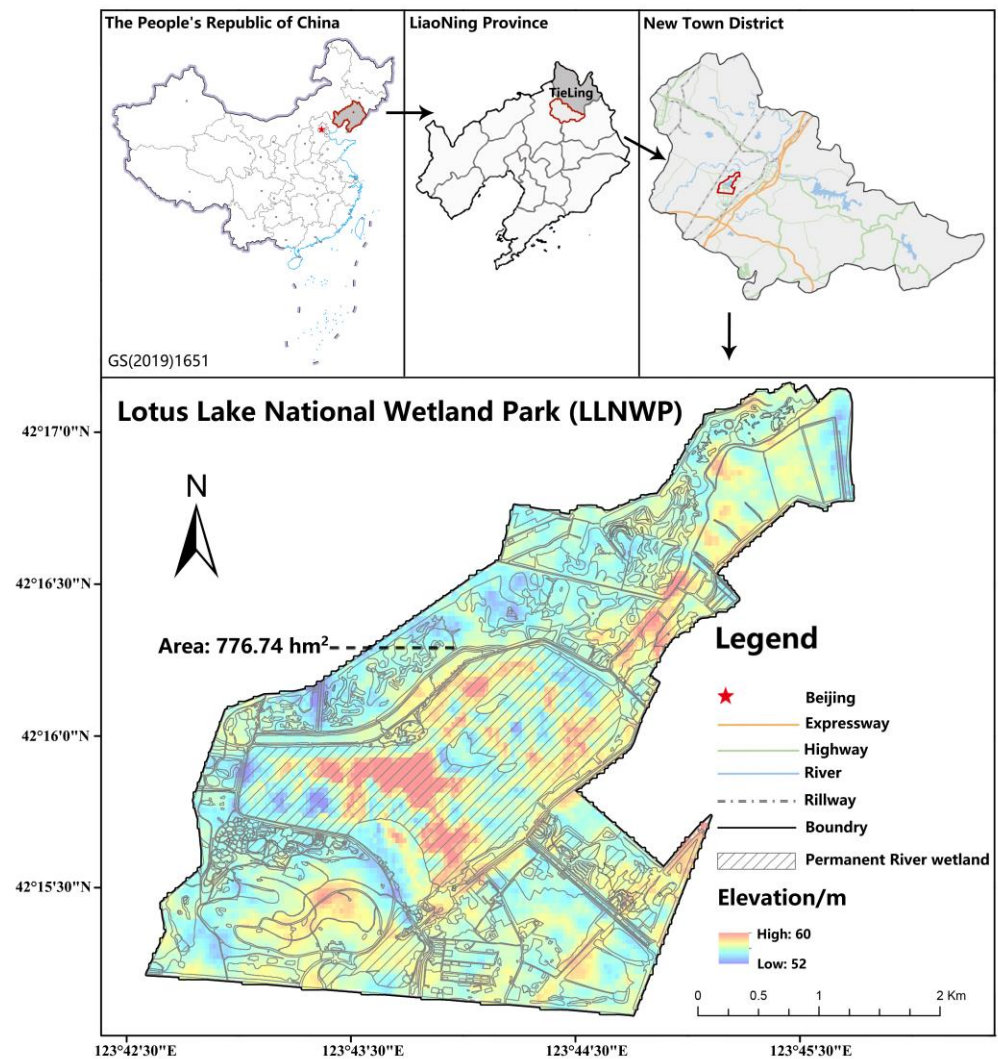 The People's Republic of China
LiaoNing Province
New Town District
TieLing
GS(2019)1651
Lotus Lake National Wetland Park (LLNWP)
42°17'0"N
N
42°16'30"N
Area: 776.74 hm²
Legend
Beijing
Expressway
42°16'0"N
Highway
River
Rillway
Boundry
Permanent River wetland
42°15'30"N
Elevation/m
High: 60
Low: 52
0 0.5 1 2 Km
123°42'30"E 123°43'30"E 123°44'30"E 123°45'30"E